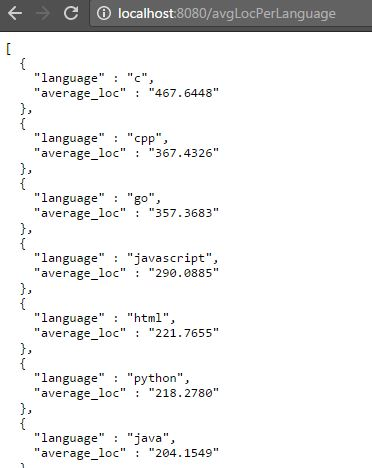 localhost:8080/avgLocPerLanguage
[
  {
    "language" : "c",
    "average_loc" : "467.6448"
  },
  {
    "language" : "cpp",
    "average_loc" : "367.4326"
  },
  {
    "language" : "go",
    "average_loc" : "357.3683"
  },
  {
    "language" : "javascript",
    "average_loc" : "290.0885"
  },
  {
    "language" : "html",
    "average_loc" : "221.7655"
  },
  {
    "language" : "python",
    "average_loc" : "218.2780"
  },
  {
    "language" : "java",
    "average_loc" : "204.1549"
  }